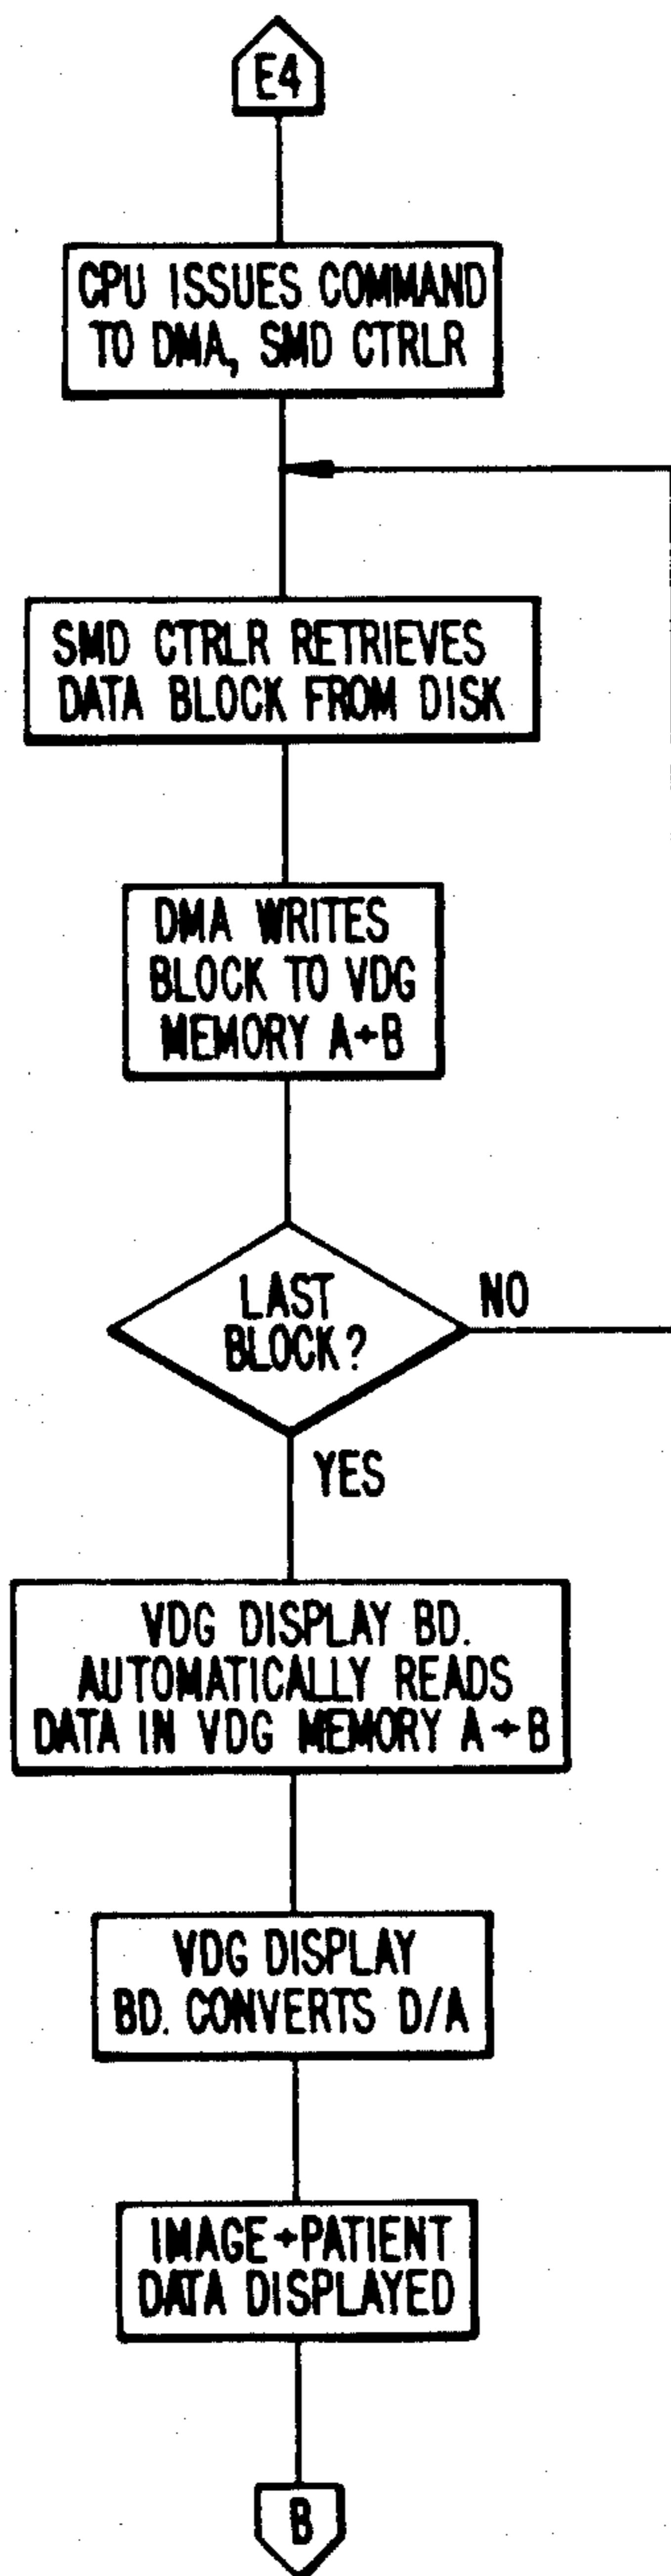 E4
CPU ISSUES COMMAND
TO DMA, SMD CTRLR
SMD CTRLR RETRIEVES
DATA BLOCK FROM DISK
DMA WRITES
BLOCK TO VDG
MEMORY A+B
LAST
BLOCK?
NO
YES
VDG DISPLAY BD.
AUTOMATICALLY READS
DATA IN VDG MEMORY A+B
VDG DISPLAY
BD. CONVERTS D/A
IMAGE+PATIENT
DATA DISPLAYED
B